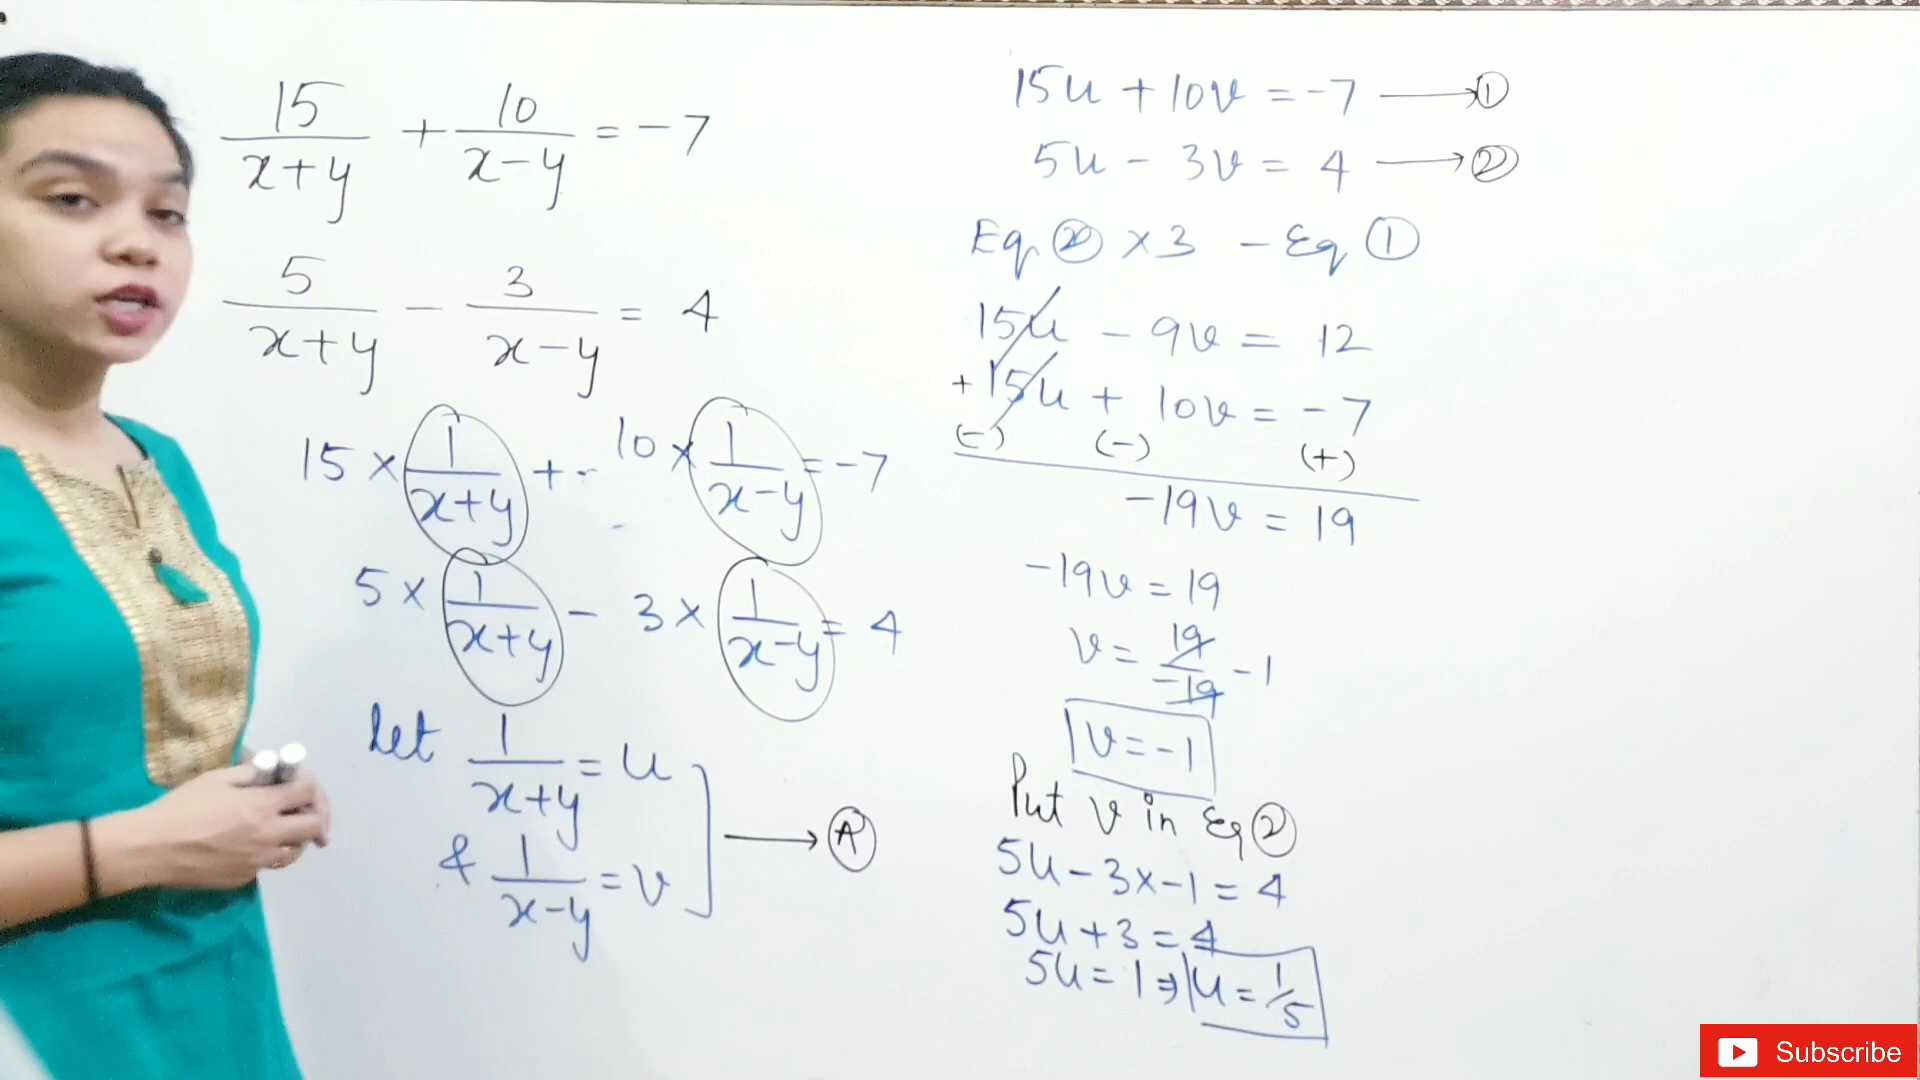 15/(x+y) + 10/(x-y) = -7
5/(x+y) - 3/(x-y) = 4
15 × 1/(x+y) + 10 × 1/(x-y) = -7
5 × 1/(x+y) - 3 × 1/(x-y) = 4
let 1/(x+y) = u
& 1/(x-y) = v → Ⓐ
15u + 10v = -7 → ①
5u - 3v = 4 → ②
Eq ② × 3 - Eq ①
15u - 9v = 12
+15u + 10v = -7
(-) (-) (+)
-19v = 19
-19v = 19
v = 19/-19 -1
v = -1
Put v in Eq ②
5u - 3x-1 = 4
5u + 3 = 4
5u = 1 ⇒ u = 1/5
Subscribe